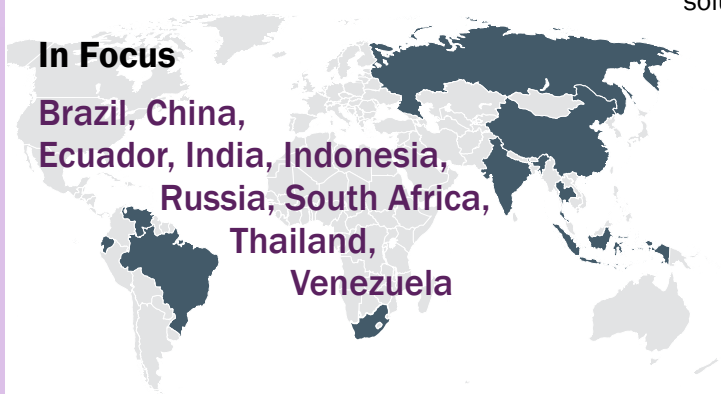 In Focus
Brazil, China,
Ecuador, India, Indonesia,
Russia, South Africa,
Thailand,
Venezuela